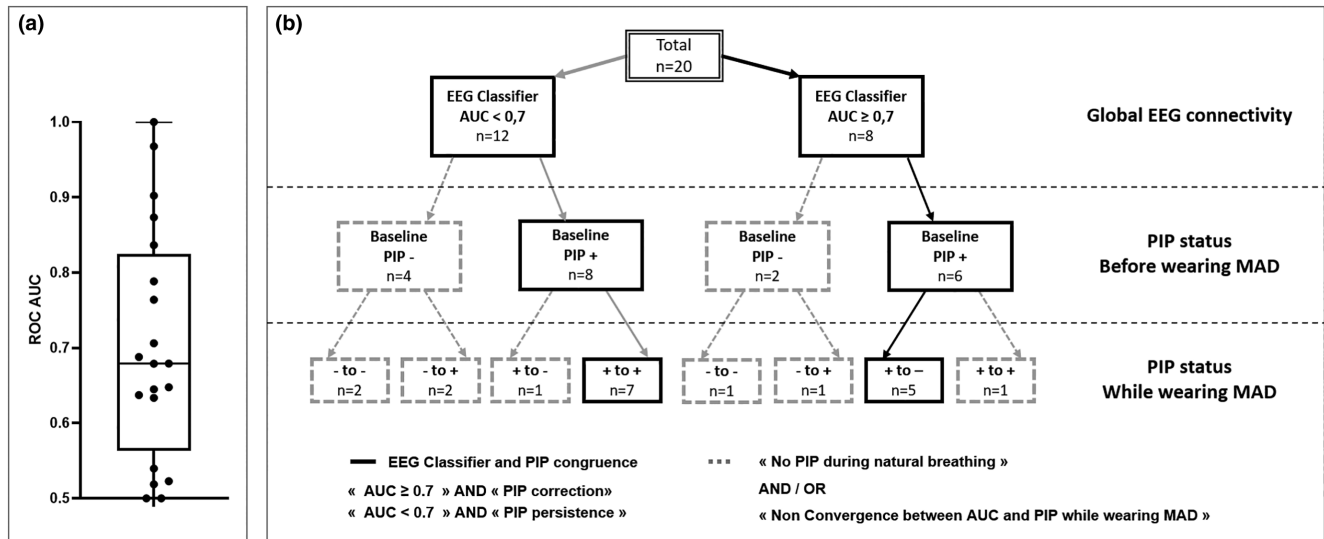 (a)
ROC AUC
1.0
0.9
0.8
0.7
0.6
0.5
(b)
Total
n=20
EEG Classifier
AUC < 0,7
n=12
EEG Classifier
AUC ≥ 0,7
n=8
Global EEG connectivity
Baseline
PIP -
n=4
Baseline
PIP +
n=8
Baseline
PIP -
n=2
Baseline
PIP +
n=6
PIP status
Before wearing MAD
- to -
n=2
- to +
n=2
+ to -
n=1
+ to +
n=7
- to -
n=1
- to +
n=1
+ to –
n=5
+ to +
n=1
PIP status
While wearing MAD
EEG Classifier and PIP congruence
« AUC ≥ 0.7 » AND « PIP correction»
« AUC < 0.7 » AND « PIP persistence »
« No PIP during natural breathing »
AND / OR
« Non Convergence between AUC and PIP while wearing MAD »